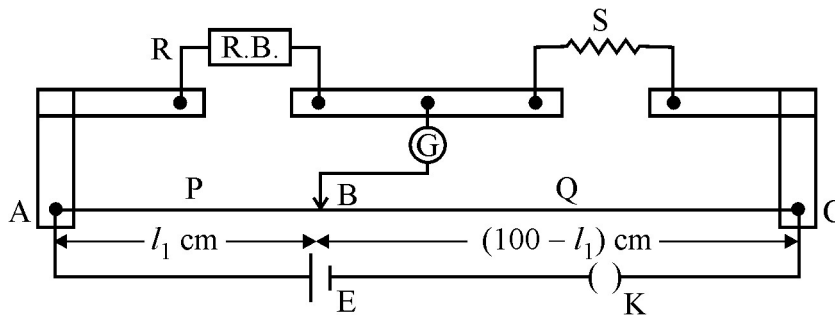 R R.B. S
G
P B Q
A C
l₁ cm (100 – l₁) cm
E K